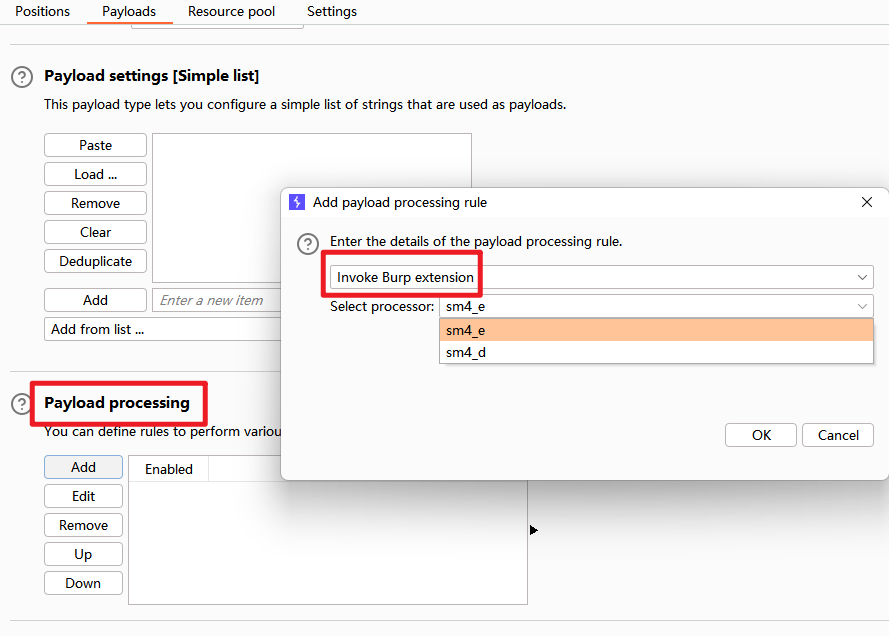 Positions Payloads Resource pool Settings
Payload settings [Simple list]
This payload type lets you configure a simple list of strings that are used as payloads.
Paste
Load ...
Remove
Clear
Deduplicate
Add
Enter a new item
Add from list ...
Add payload processing rule
Enter the details of the payload processing rule.
Invoke Burp extension
Select processor: sm4_e
sm4_e
sm4_d
OK Cancel
Payload processing
You can define rules to perform variou
Add
Edit
Remove
Up
Down
Enabled